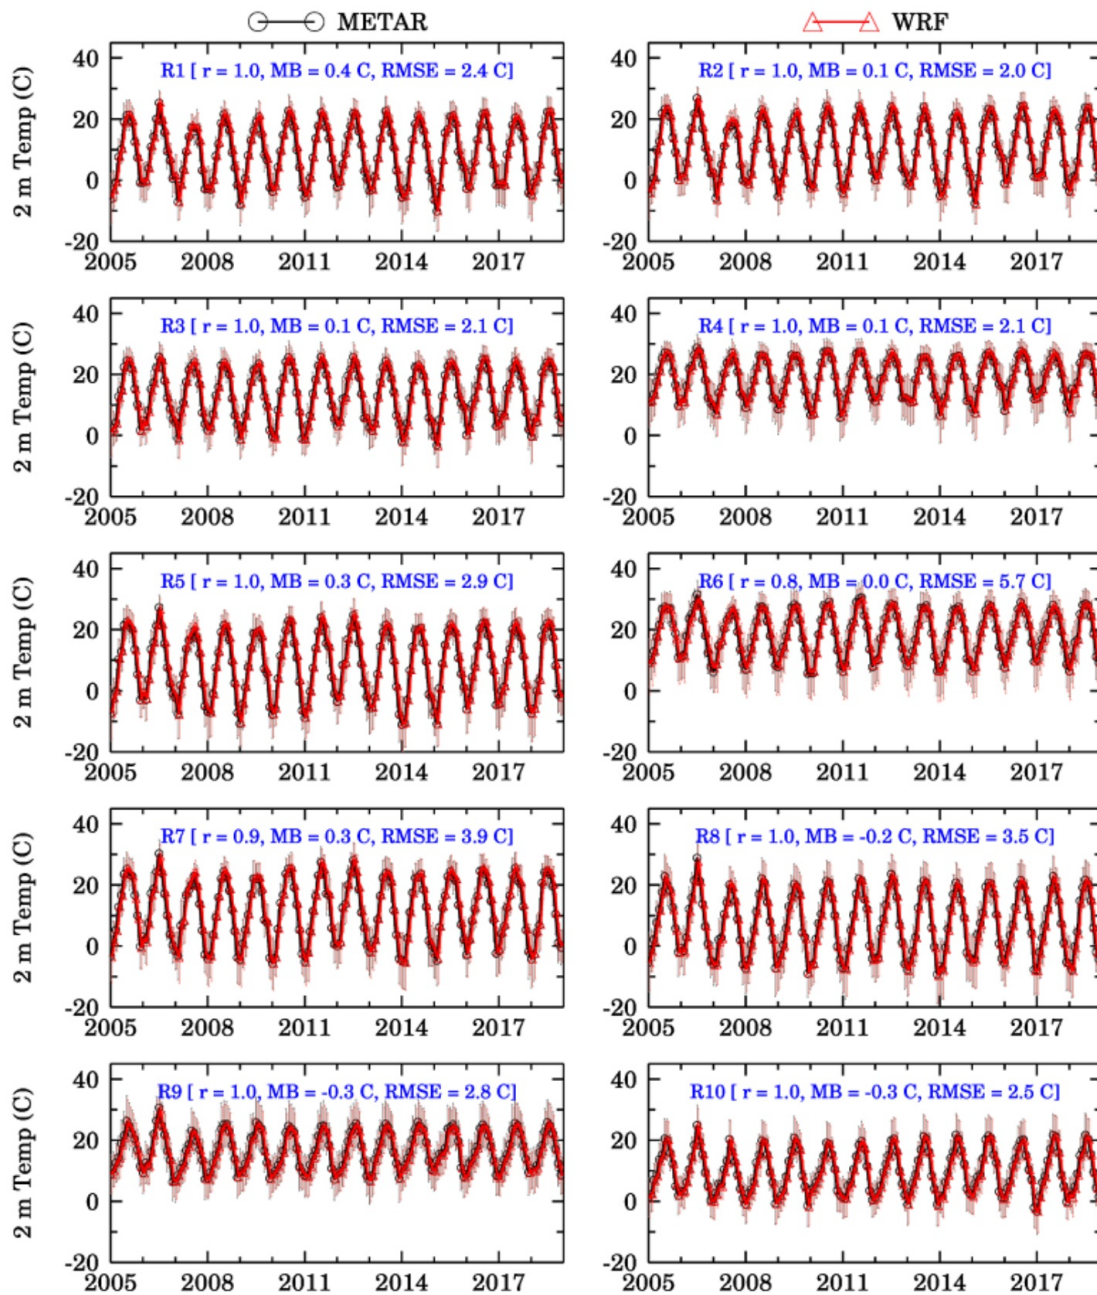 METAR WRF
R1 [ r = 1.0, MB = 0.4 C, RMSE = 2.4 C]
2 m Temp (C)
40
20
0
-20
2005 2008 2011 2014 2017
R2 [ r = 1.0, MB = 0.1 C, RMSE = 2.0 C]
2 m Temp (C)
40
20
0
-20
2005 2008 2011 2014 2017
R3 [ r = 1.0, MB = 0.1 C, RMSE = 2.1 C]
2 m Temp (C)
40
20
0
-20
2005 2008 2011 2014 2017
R4 [ r = 1.0, MB = 0.1 C, RMSE = 2.1 C]
2 m Temp (C)
40
20
0
-20
2005 2008 2011 2014 2017
R5 [ r = 1.0, MB = 0.3 C, RMSE = 2.9 C]
2 m Temp (C)
40
20
0
-20
2005 2008 2011 2014 2017
R6 [ r = 0.8, MB = 0.0 C, RMSE = 5.7 C]
2 m Temp (C)
40
20
0
-20
2005 2008 2011 2014 2017
R7 [ r = 0.9, MB = 0.3 C, RMSE = 3.9 C]
2 m Temp (C)
40
20
0
-20
2005 2008 2011 2014 2017
R8 [ r = 1.0, MB = -0.2 C, RMSE = 3.5 C]
2 m Temp (C)
40
20
0
-20
2005 2008 2011 2014 2017
R9 [ r = 1.0, MB = -0.3 C, RMSE = 2.8 C]
2 m Temp (C)
40
20
0
-20
2005 2008 2011 2014 2017
R10 [ r = 1.0, MB = -0.3 C, RMSE = 2.5 C]
2 m Temp (C)
40
20
0
-20
2005 2008 2011 2014 2017